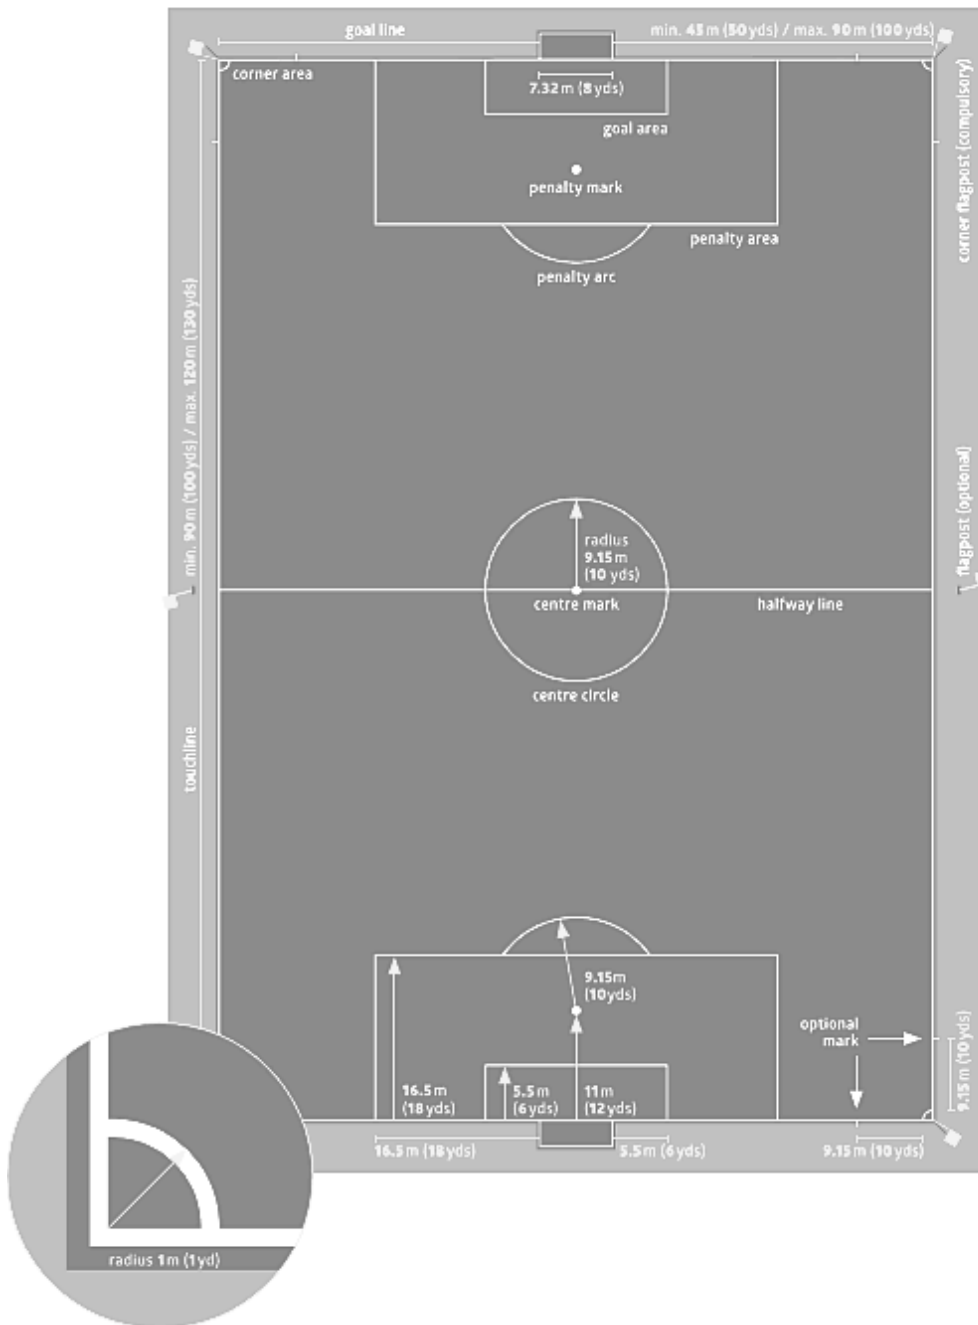 goal line
min. 45 m (50 yds) / max. 90 m (100 yds)
corner area
7.32 m (8 yds)
goal area
corner flagpost (compulsory)
penalty mark
penalty area
penalty arc
min. 90 m (100 yds) / max. 120 m (130 yds)
flagpost (optional)
radius
9.15 m
(10 yds)
centre mark
halfway line
centre circle
touchline
9.15 m
(10 yds)
optional
mark
9.15 m (10 yds)
16.5 m
(18 yds)
5.5 m
(6 yds)
11 m
(12 yds)
16.5 m (18 yds)
5.5 m (6 yds)
9.15 m (10 yds)
radius 1 m (1 yd)